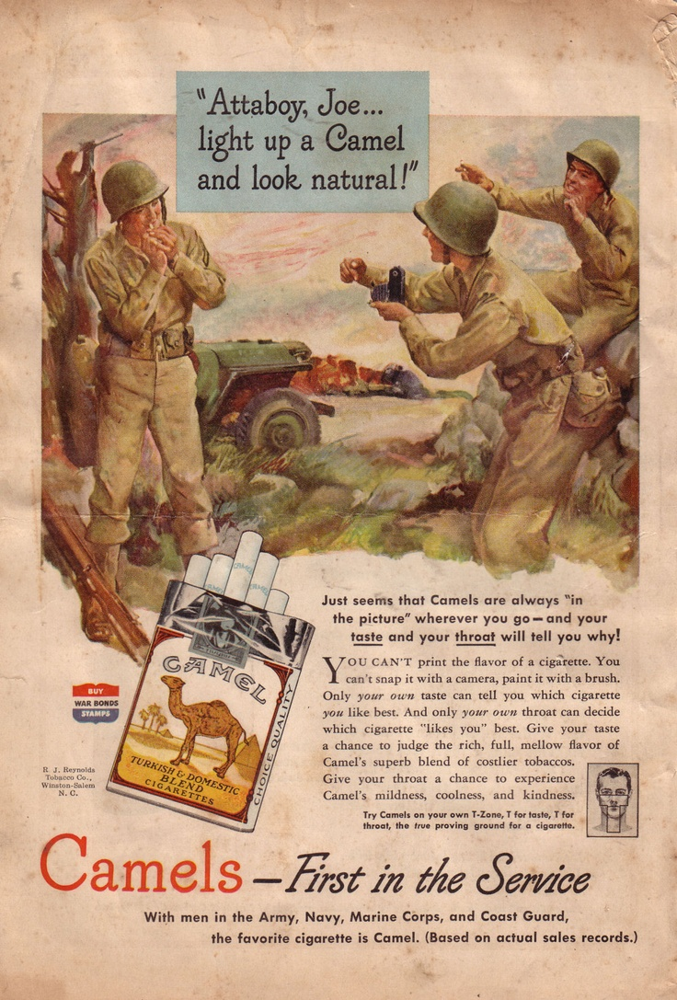 "Attaboy, Joe...
light up a Camel
and look natural!"
Just seems that Camels are always "in
the picture" wherever you go—and your
taste and your throat will tell you why!
YOU CAN'T print the flavor of a cigarette. You
can't snap it with a camera, paint it with a brush.
Only your own taste can tell you which cigarette
you like best. And only your own throat can decide
which cigarette "likes you" best. Give your taste
a chance to judge the rich, full, mellow flavor of
Camel's superb blend of costlier tobaccos.
Give your throat a chance to experience
Camel's mildness, coolness, and kindness.
Try Camels on your own T-Zone, T for taste, T for
throat, the true proving ground for a cigarette.
CAMEL
CAMEL
CAMEL
CAMEL
TURKISH & DOMESTIC
BLEND
CIGARETTES
CHOICE QUALITY
BUY
WAR BONDS
STAMPS
R. J. Reynolds
Tobacco Co.,
Winston-Salem
N. C.
Camels—First in the Service
With men in the Army, Navy, Marine Corps, and Coast Guard,
the favorite cigarette is Camel. (Based on actual sales records.)